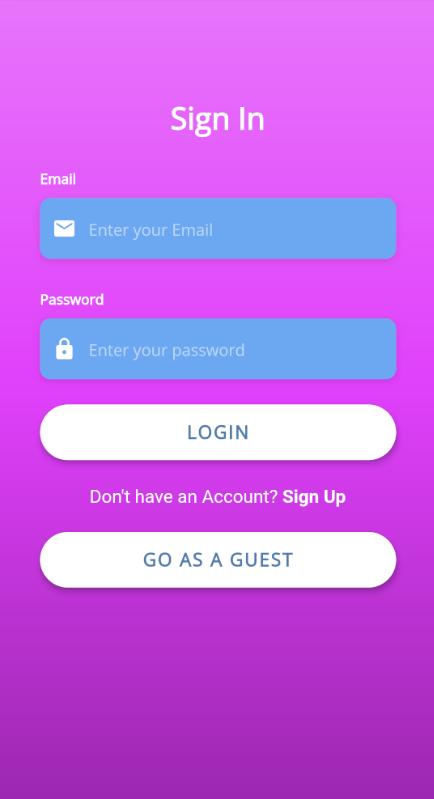 Sign In
Email
Enter your Email
Password
Enter your password
LOGIN
Don't have an Account? Sign Up
GO AS A GUEST